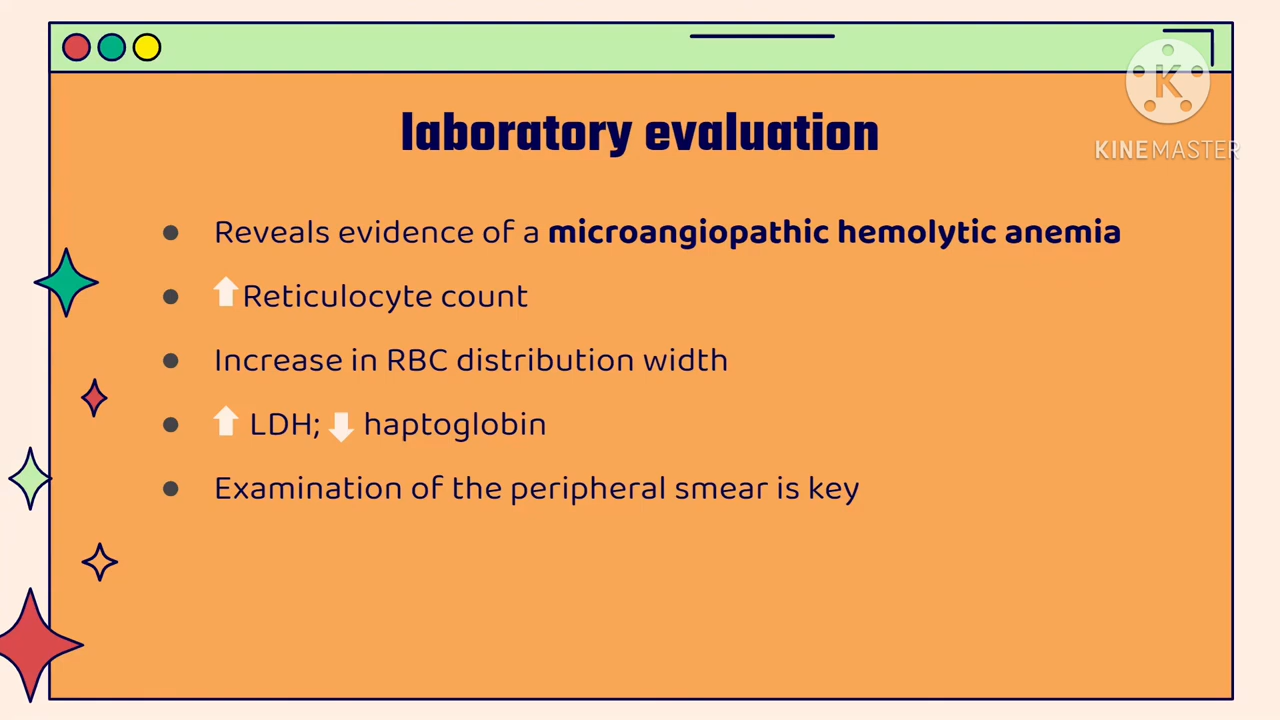 K
KINEMASTER
laboratory evaluation
Reveals evidence of a microangiopathic hemolytic anemia
⬆Reticulocyte count
Increase in RBC distribution width
⬆ LDH; ⬇ haptoglobin
Examination of the peripheral smear is key